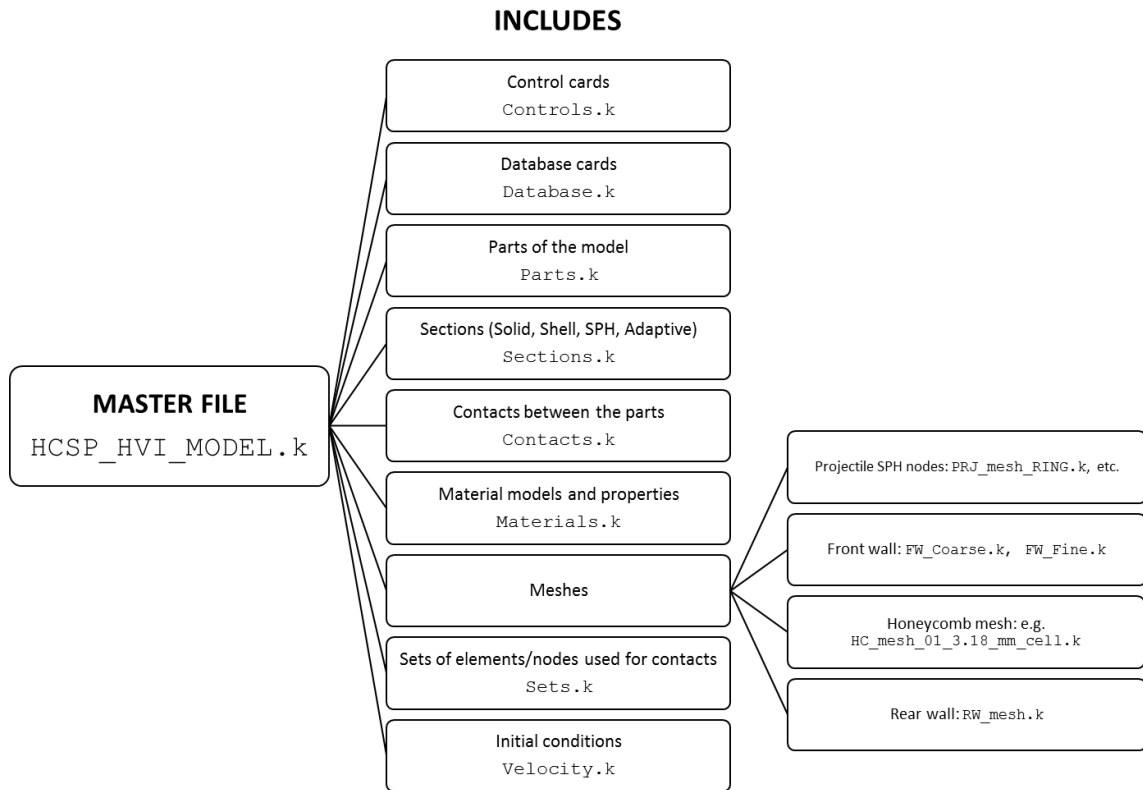 INCLUDES
Control cards
Controls.k
Database cards
Database.k
Parts of the model
Parts.k
Sections (Solid, Shell, SPH, Adaptive)
Sections.k
MASTER FILE
HCSP_HVI_MODEL.k
Contacts between the parts
Contacts.k
Material models and properties
Materials.k
Meshes
Sets of elements/nodes used for contacts
Sets.k
Initial conditions
Velocity.k
Projectile SPH nodes: PRJ_mesh_RING.k, etc.
Front wall: FW_Coarse.k, FW_Fine.k
Honeycomb mesh: e.g.
HC_mesh_01_3.18_mm_cell.k
Rear wall: RW_mesh.k